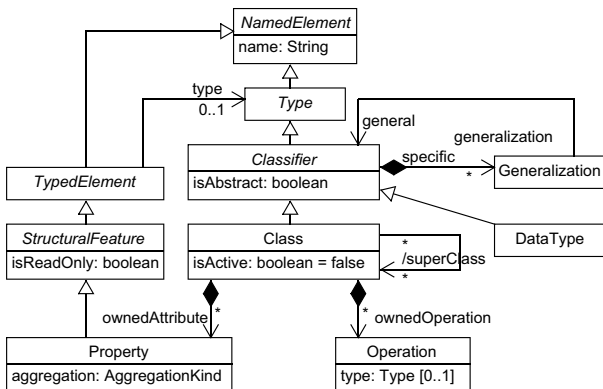 NamedElement
name: String
type
0..1
Type
general
generalization
Classifier
specific
*
isAbstract: boolean
Generalization
TypedElement
StructuralFeature
isReadOnly: boolean
Class
isActive: boolean = false
*
/superClass
*
DataType
ownedAttribute
*
*
ownedOperation
Property
aggregation: AggregationKind
Operation
type: Type [0..1]